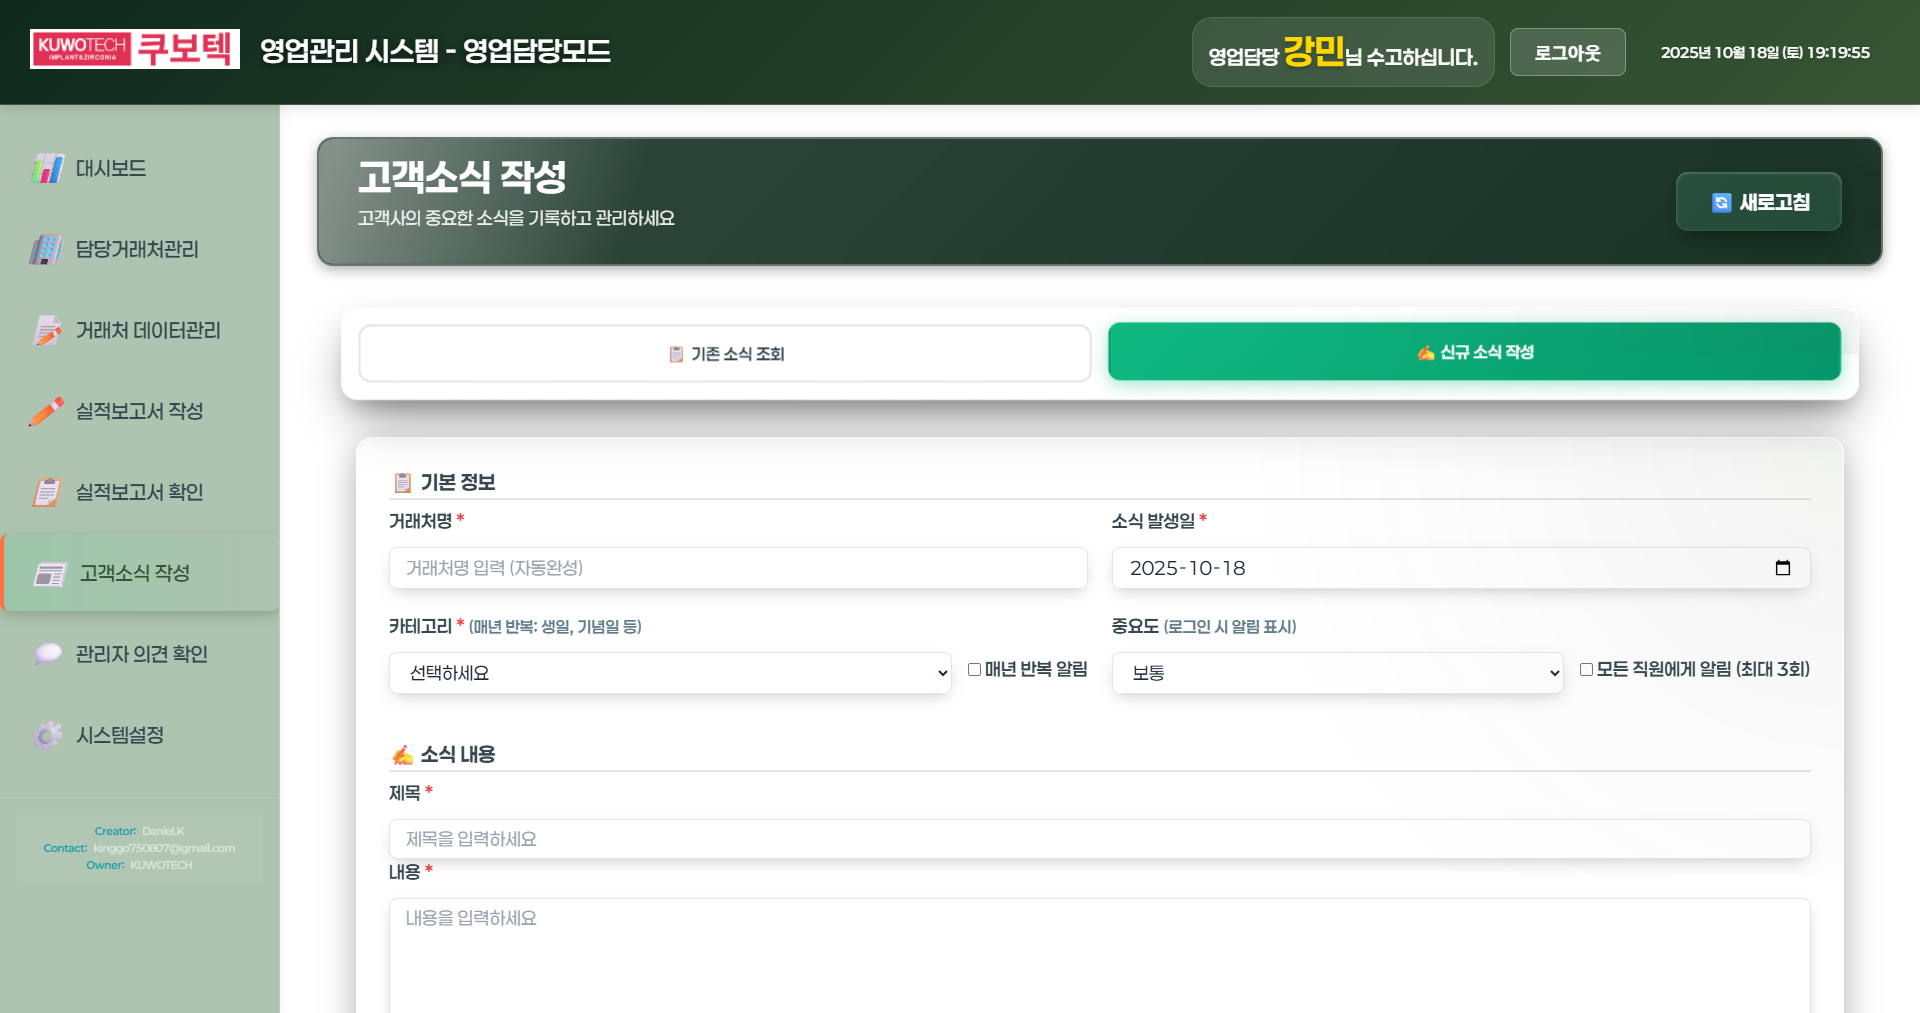 KUWOTECH 쿠보텍
IMPLANT&ZIRCONIA
영업관리 시스템 - 영업담당모드
영업담당 강민님 수고하십니다.
로그아웃
2025년 10월 18일 (토) 19:19:55
대시보드
담당거래처관리
거래처 데이터관리
실적보고서 작성
실적보고서 확인
고객소식 작성
관리자 의견 확인
시스템설정
Creator: Daniel.K
Contact: kinggo750807@gmail.com
Owner: KUWOTECH
고객소식 작성
고객사의 중요한 소식을 기록하고 관리하세요
새로고침
기존 소식 조회
신규 소식 작성
기본 정보
거래처명 *
거래처명 입력 (자동완성)
소식 발생일 *
2025-10-18
카테고리 * (매년 반복: 생일, 기념일 등)
선택하세요
매년 반복 알림
중요도 (로그인 시 알림 표시)
보통
모든 직원에게 알림 (최대 3회)
소식 내용
제목 *
제목을 입력하세요
내용 *
내용을 입력하세요